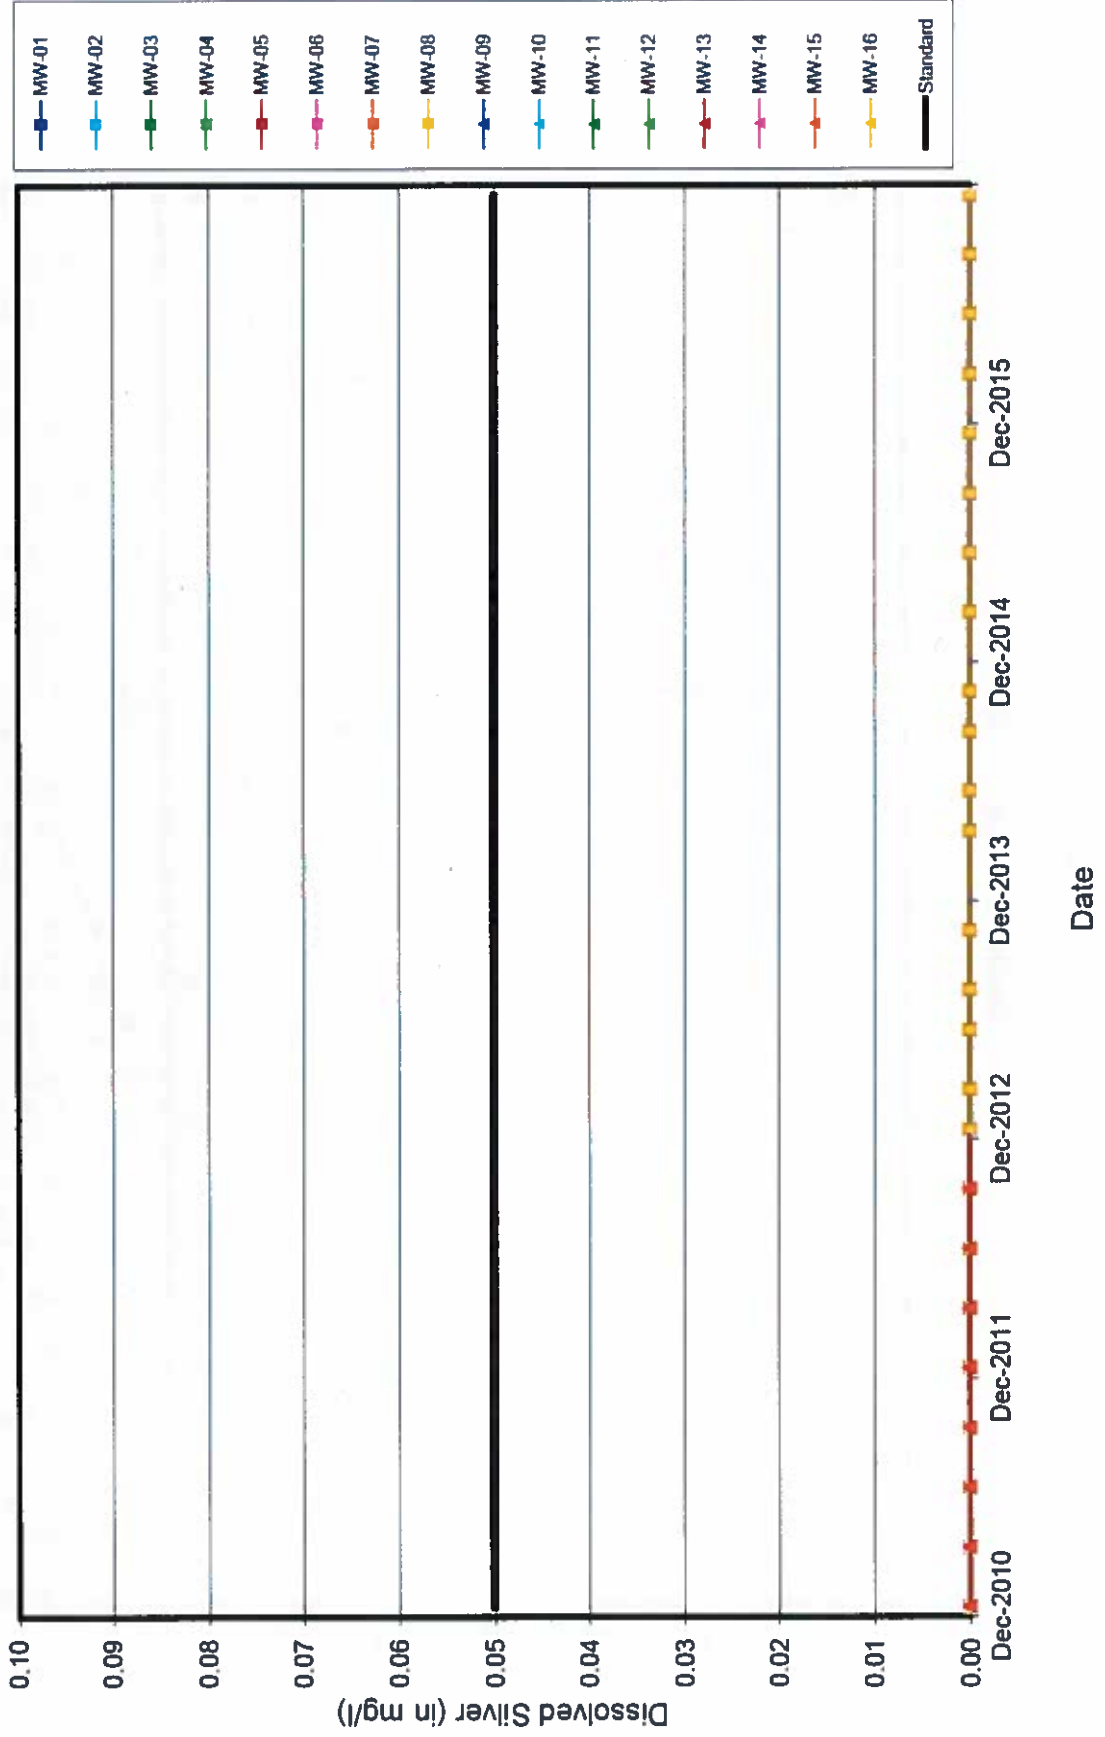 Dissolved Silver (in mg/l)
0.10
0.09
0.08
0.07
0.06
0.05
0.04
0.03
0.02
0.01
0.00
Dec-2010
Dec-2011
Dec-2012
Dec-2013
Dec-2014
Dec-2015
Date
MW-01
MW-02
MW-03
MW-04
MW-05
MW-06
MW-07
MW-08
MW-09
MW-10
MW-11
MW-12
MW-13
MW-14
MW-15
MW-16
Standard